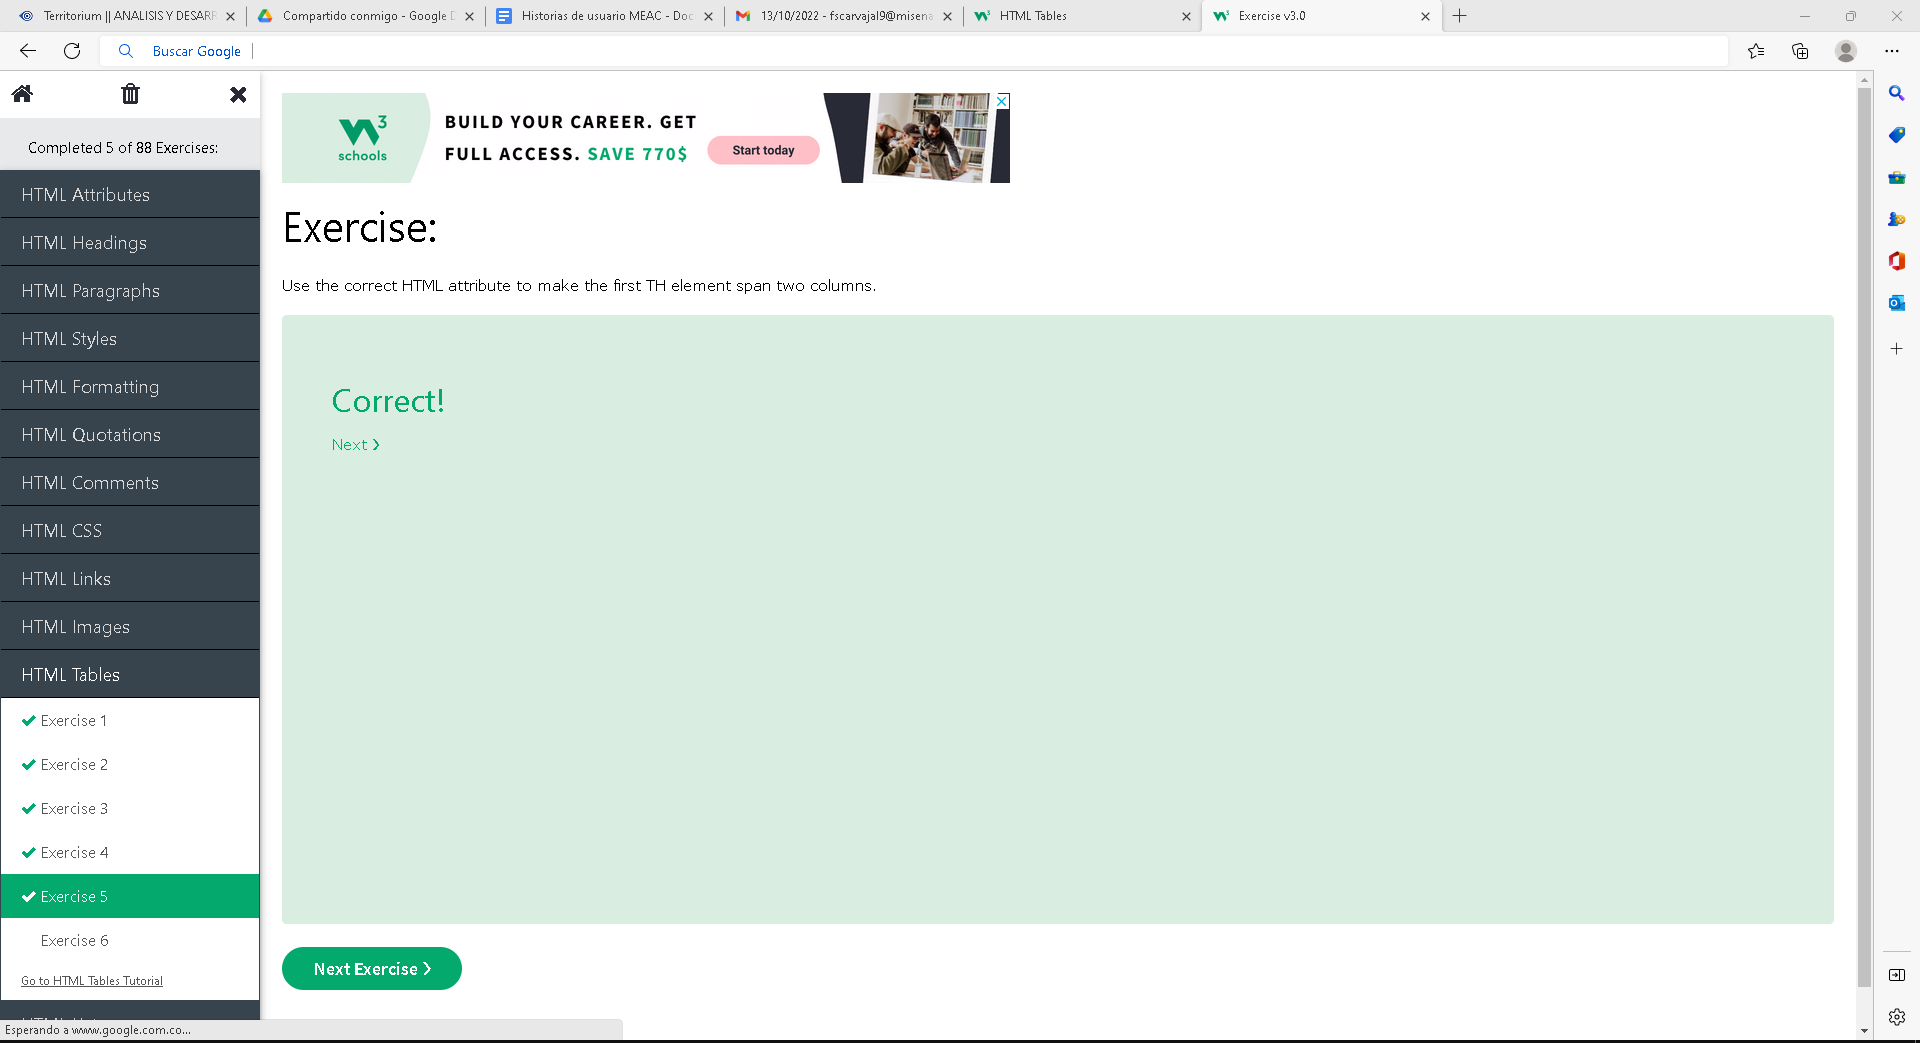 Territorium || ANALISIS Y DESARR
Compartido conmigo - Google D
Historias de usuario MEAC - Doc
13/10/2022 - fscarvajal9@misena
HTML Tables
Exercise v3.0
Buscar Google
Completed 5 of 88 Exercises:
HTML Attributes
HTML Headings
HTML Paragraphs
HTML Styles
HTML Formatting
HTML Quotations
HTML Comments
HTML CSS
HTML Links
HTML Images
HTML Tables
Exercise 1
Exercise 2
Exercise 3
Exercise 4
Exercise 5
Exercise 6
Go to HTML Tables Tutorial
Esperando a www.google.com.co...
W3
schools
BUILD YOUR CAREER. GET
FULL ACCESS. SAVE 770$
Start today
Exercise:
Use the correct HTML attribute to make the first TH element span two columns.
Correct!
Next ❯
Next Exercise ❯